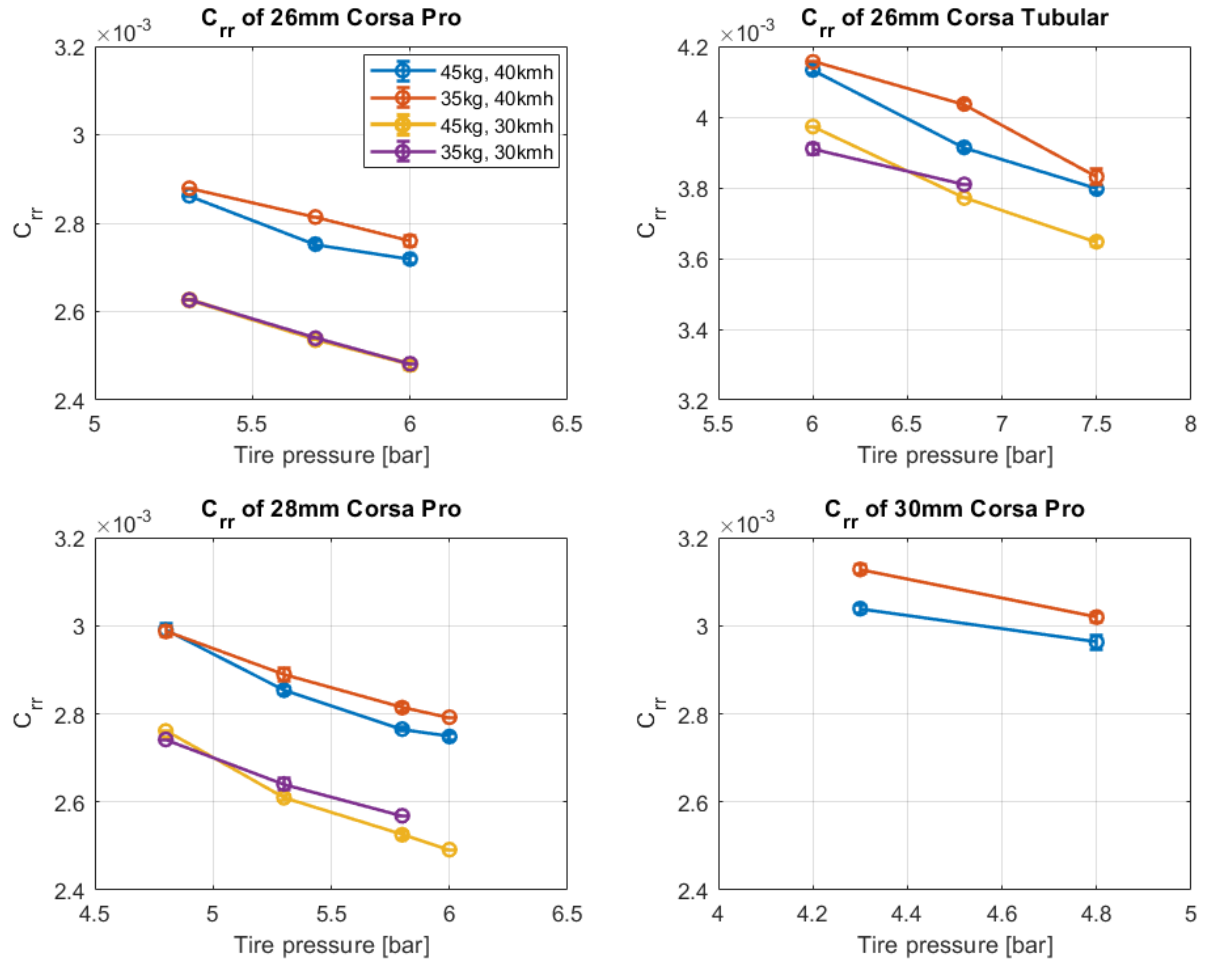 C_rr of 26mm Corsa Pro
×10^-3
3.2
3
2.8
2.6
2.4
C_rr
45kg, 40kmh
35kg, 40kmh
45kg, 30kmh
35kg, 30kmh
5 5.5 6 6.5
Tire pressure [bar]
C_rr of 26mm Corsa Tubular
×10^-3
4.2
4
3.8
3.6
3.4
3.2
C_rr
5.5 6 6.5 7 7.5 8
Tire pressure [bar]
C_rr of 28mm Corsa Pro
×10^-3
3.2
3
2.8
2.6
2.4
C_rr
4.5 5 5.5 6 6.5
Tire pressure [bar]
C_rr of 30mm Corsa Pro
×10^-3
3.2
3
2.8
2.6
2.4
C_rr
4 4.2 4.4 4.6 4.8 5
Tire pressure [bar]